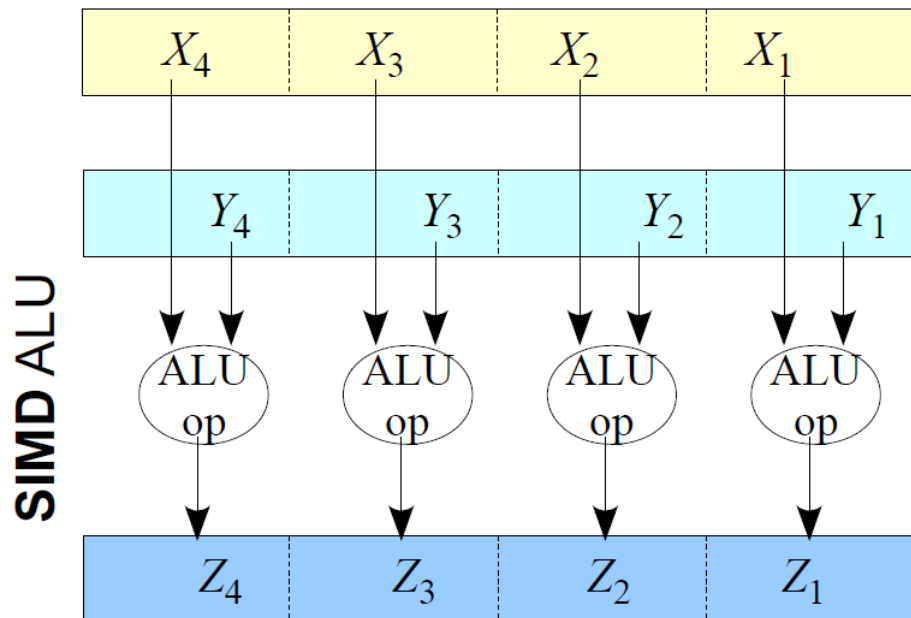 X4 X3 X2 X1
Y4 Y3 Y2 Y1
SIMD ALU
ALU op ALU op ALU op ALU op
Z4 Z3 Z2 Z1